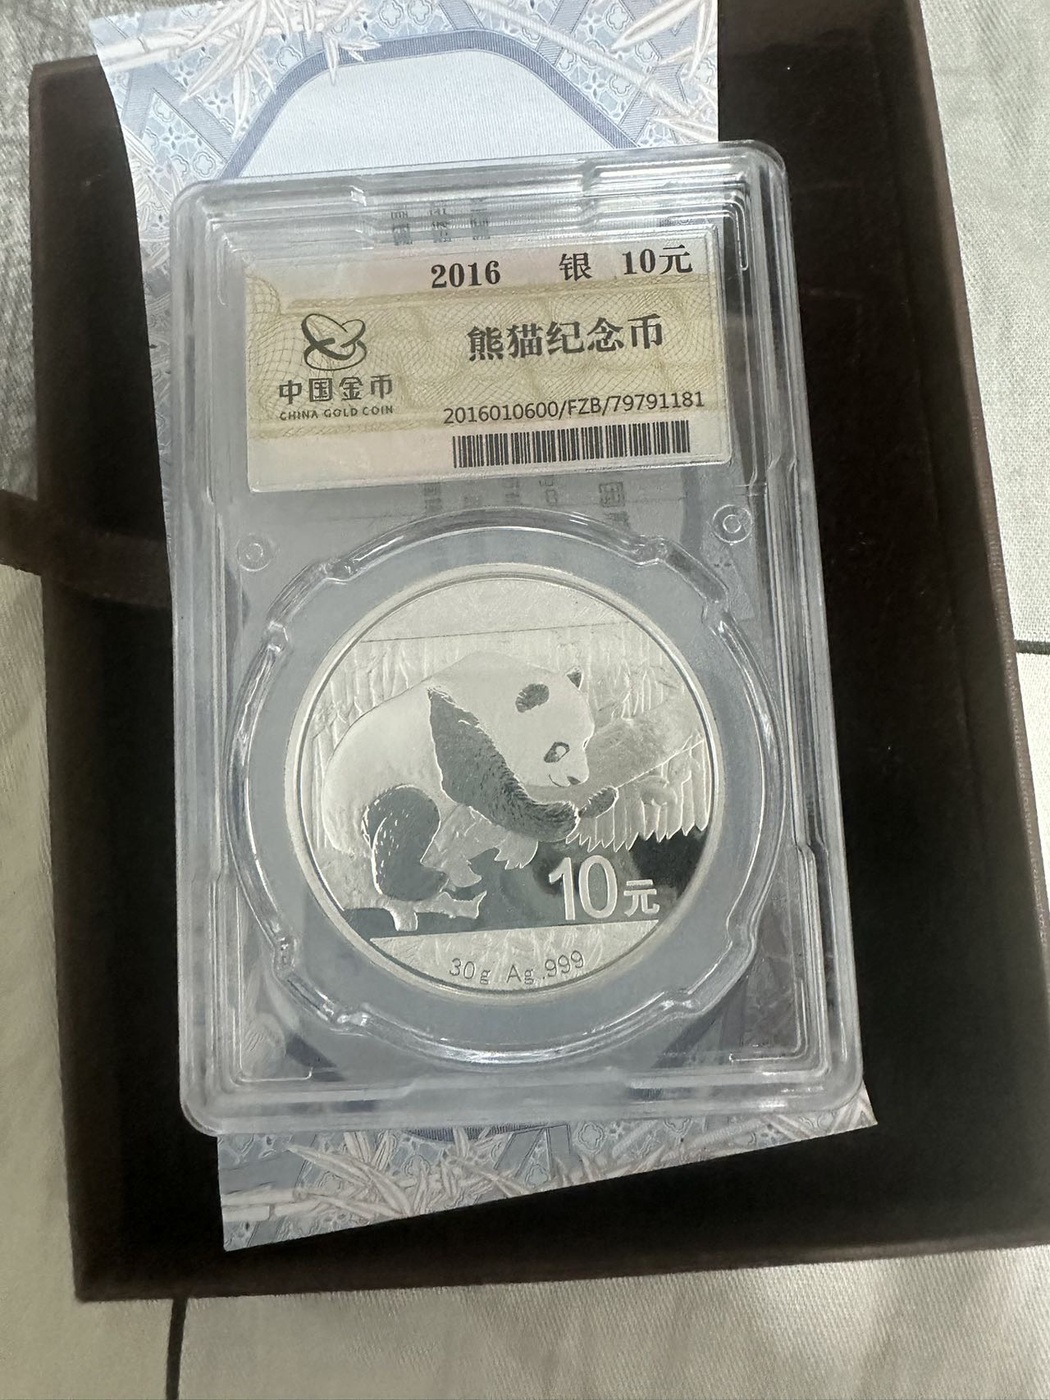 2016 银 10元
熊猫纪念币
中国金币
CHINA GOLD COIN
2016010600/FZB/79791181
10元
30g Ag.999